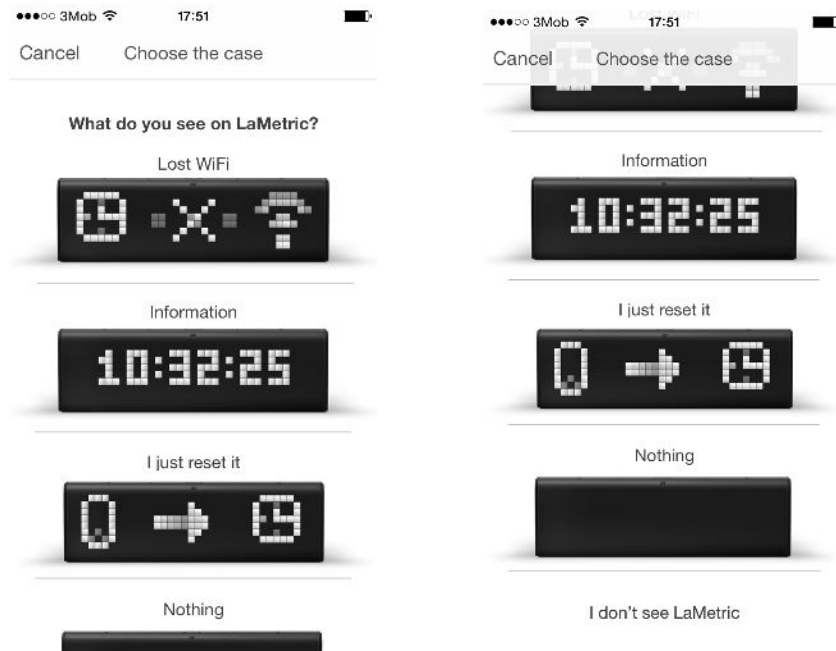 3Mob 17:51
Cancel Choose the case
What do you see on LaMetric?
Lost WiFi
Information
10:32:25
I just reset it
Nothing
3Mob 17:51
Lost WiFi
Cancel Choose the case
Information
10:32:25
I just reset it
Nothing
I don't see LaMetric